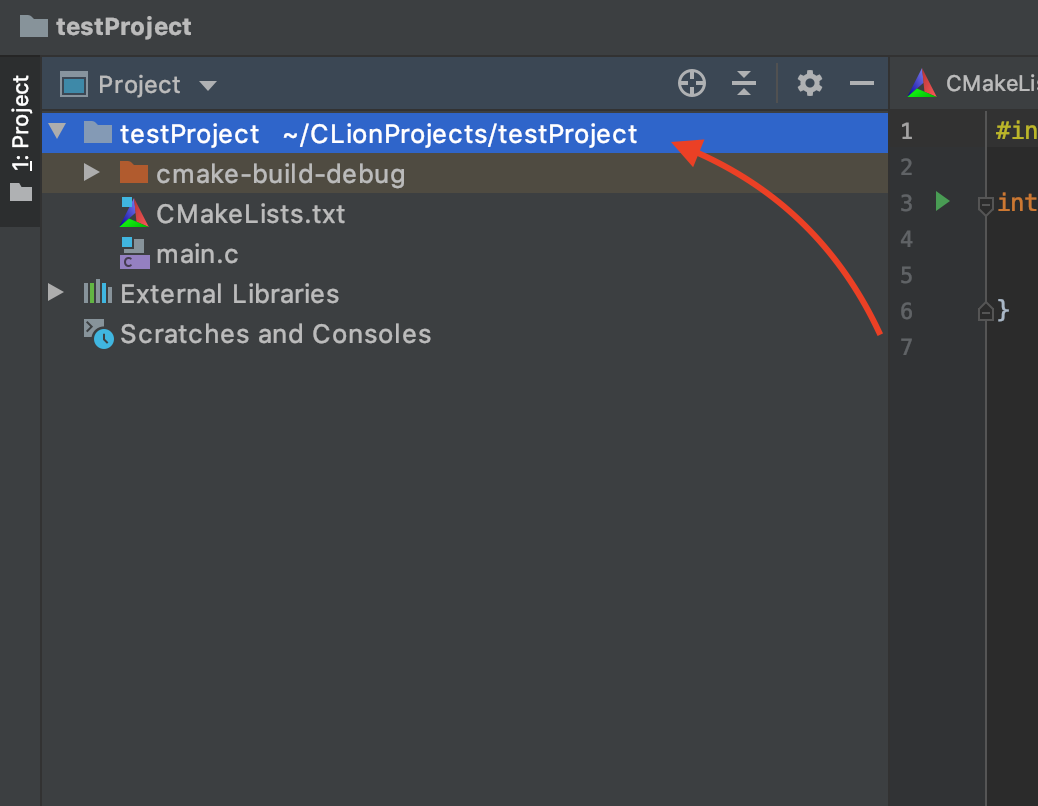 testProject
1: Project
Project
CMakeLis
testProject ~/CLionProjects/testProject
cmake-build-debug
CMakeLists.txt
C main.c
External Libraries
Scratches and Consoles
1 #in
2
3 int
4
5
6 }
7